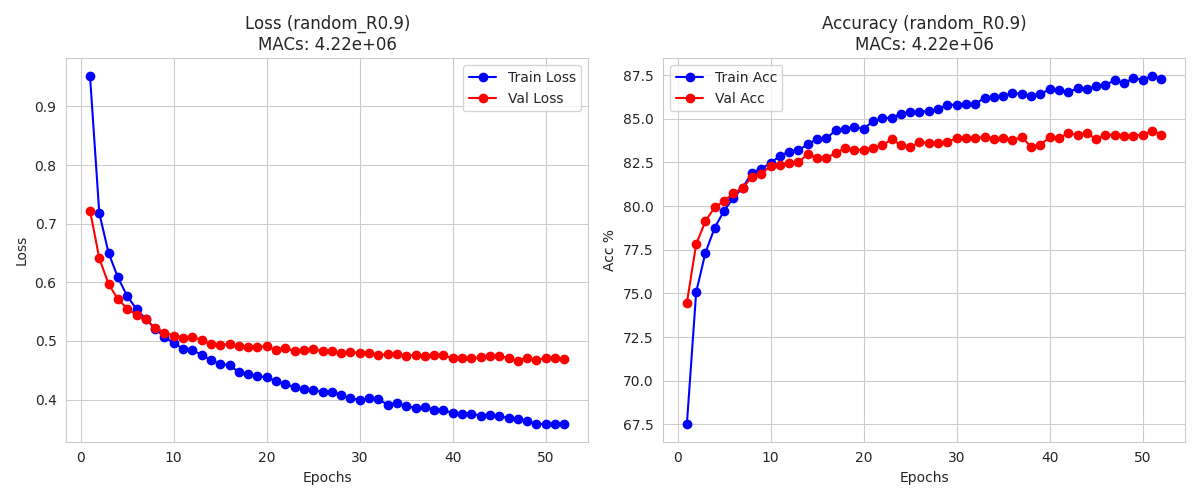 Loss (random_R0.9)
MACs: 4.22e+06
Train Loss
Val Loss
Loss
0.9
0.8
0.7
0.6
0.5
0.4
0
10
20
30
40
50
Epochs
Accuracy (random_R0.9)
MACs: 4.22e+06
Train Acc
Val Acc
Acc %
87.5
85.0
82.5
80.0
77.5
75.0
72.5
70.0
67.5
0
10
20
30
40
50
Epochs